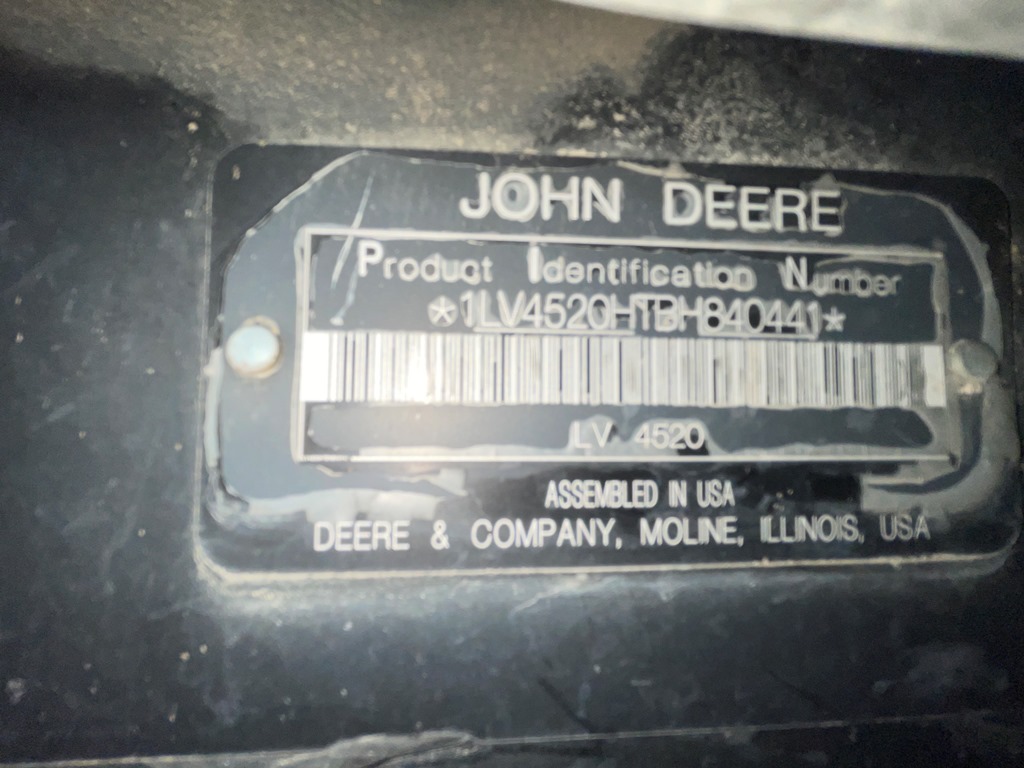 JOHN DEERE
Product Identification Number
*1LV4520HTBH840441*
LV 4520
ASSEMBLED IN USA
DEERE & COMPANY, MOLINE, ILLINOIS, USA